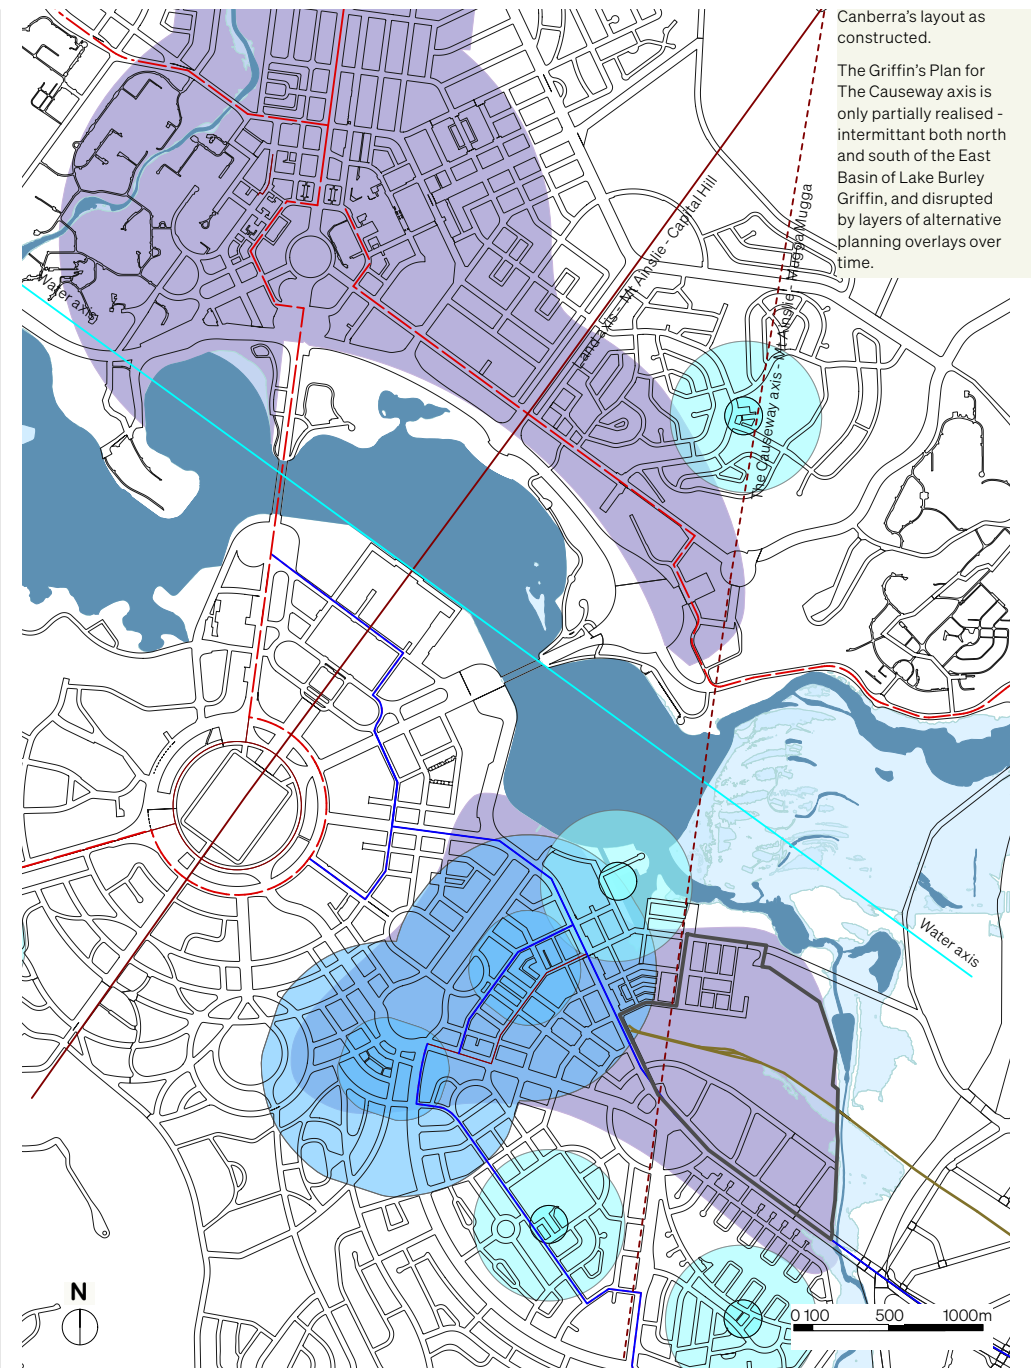 Canberra's layout as
constructed.
The Griffin's Plan for
The Causeway axis is
only partially realised -
intermittant both north
and south of the East
Basin of Lake Burley
Griffin, and disrupted
by layers of alternative
planning overlays over
time.
Water axis
Land axis - Mt Ainslie - Capital Hill
The Causeway axis - Mt Ainslie - Mugga Mugga
Water axis
N
0 100 500 1000m